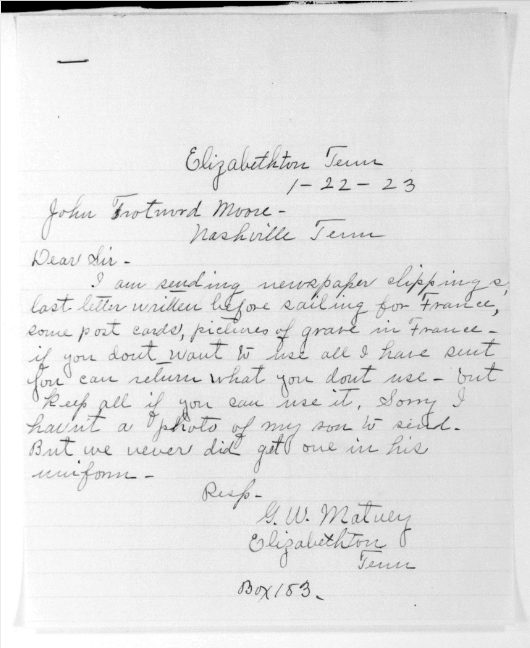 Elizabethton Tenn
1-22-23
John Trotword Moore-
Nashville Tenn
Dear Sir-
I am sending newspaper clippings,
last letter written before sailing for France,
some post cards, pictures of grave in France-
if you dont want to use all I have sent
you can return what you dont use- but
keep all if you can use it, Sorry I
havnt a photo of my son to send.
But we never did get one in his
uniform-
Resp-
G. W. Matney
Elizabethton
Tenn
Box 183.